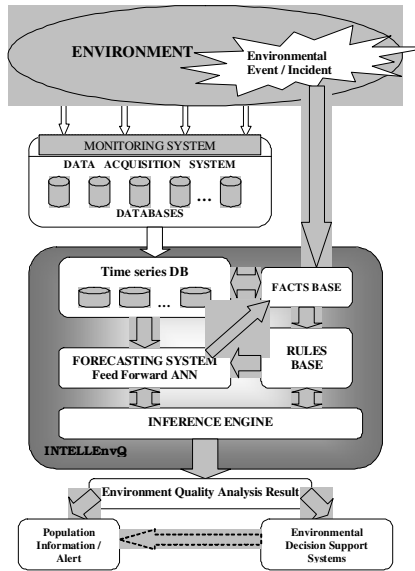 ENVIRONMENT
Environmental
Event / Incident
MONITORING SYSTEM
DATA ACQUISITION SYSTEM
...
DATABASES
Time series DB
...
FACTS BASE
FORECASTING SYSTEM
Feed Forward ANN
RULES
BASE
INFERENCE ENGINE
INTELLEnvQ
Environment Quality Analysis Result
Population
Information /
Alert
Environmental
Decision Support
Systems